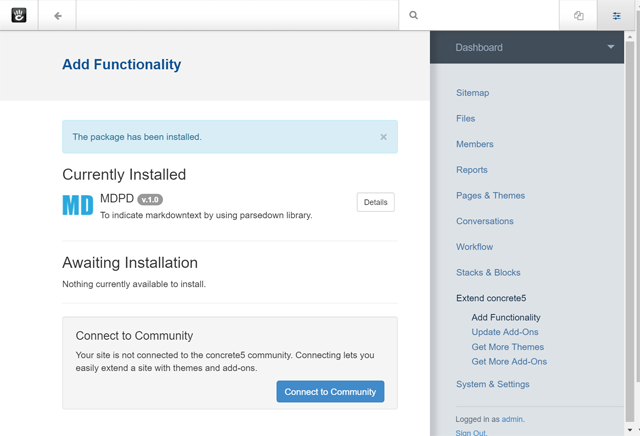 Add Functionality
The package has been installed.
×
Currently Installed
MD
MDPD v.1.0
To indicate markdowntext by using parsedown library.
Details
Awaiting Installation
Nothing currently available to install.
Connect to Community
Your site is not connected to the concrete5 community. Connecting lets you
easily extend a site with themes and add-ons.
Connect to Community
Dashboard
Sitemap
Files
Members
Reports
Pages & Themes
Conversations
Workflow
Stacks & Blocks
Extend concrete5
Add Functionality
Update Add-Ons
Get More Themes
Get More Add-Ons
System & Settings
Logged in as admin.
Sign Out.